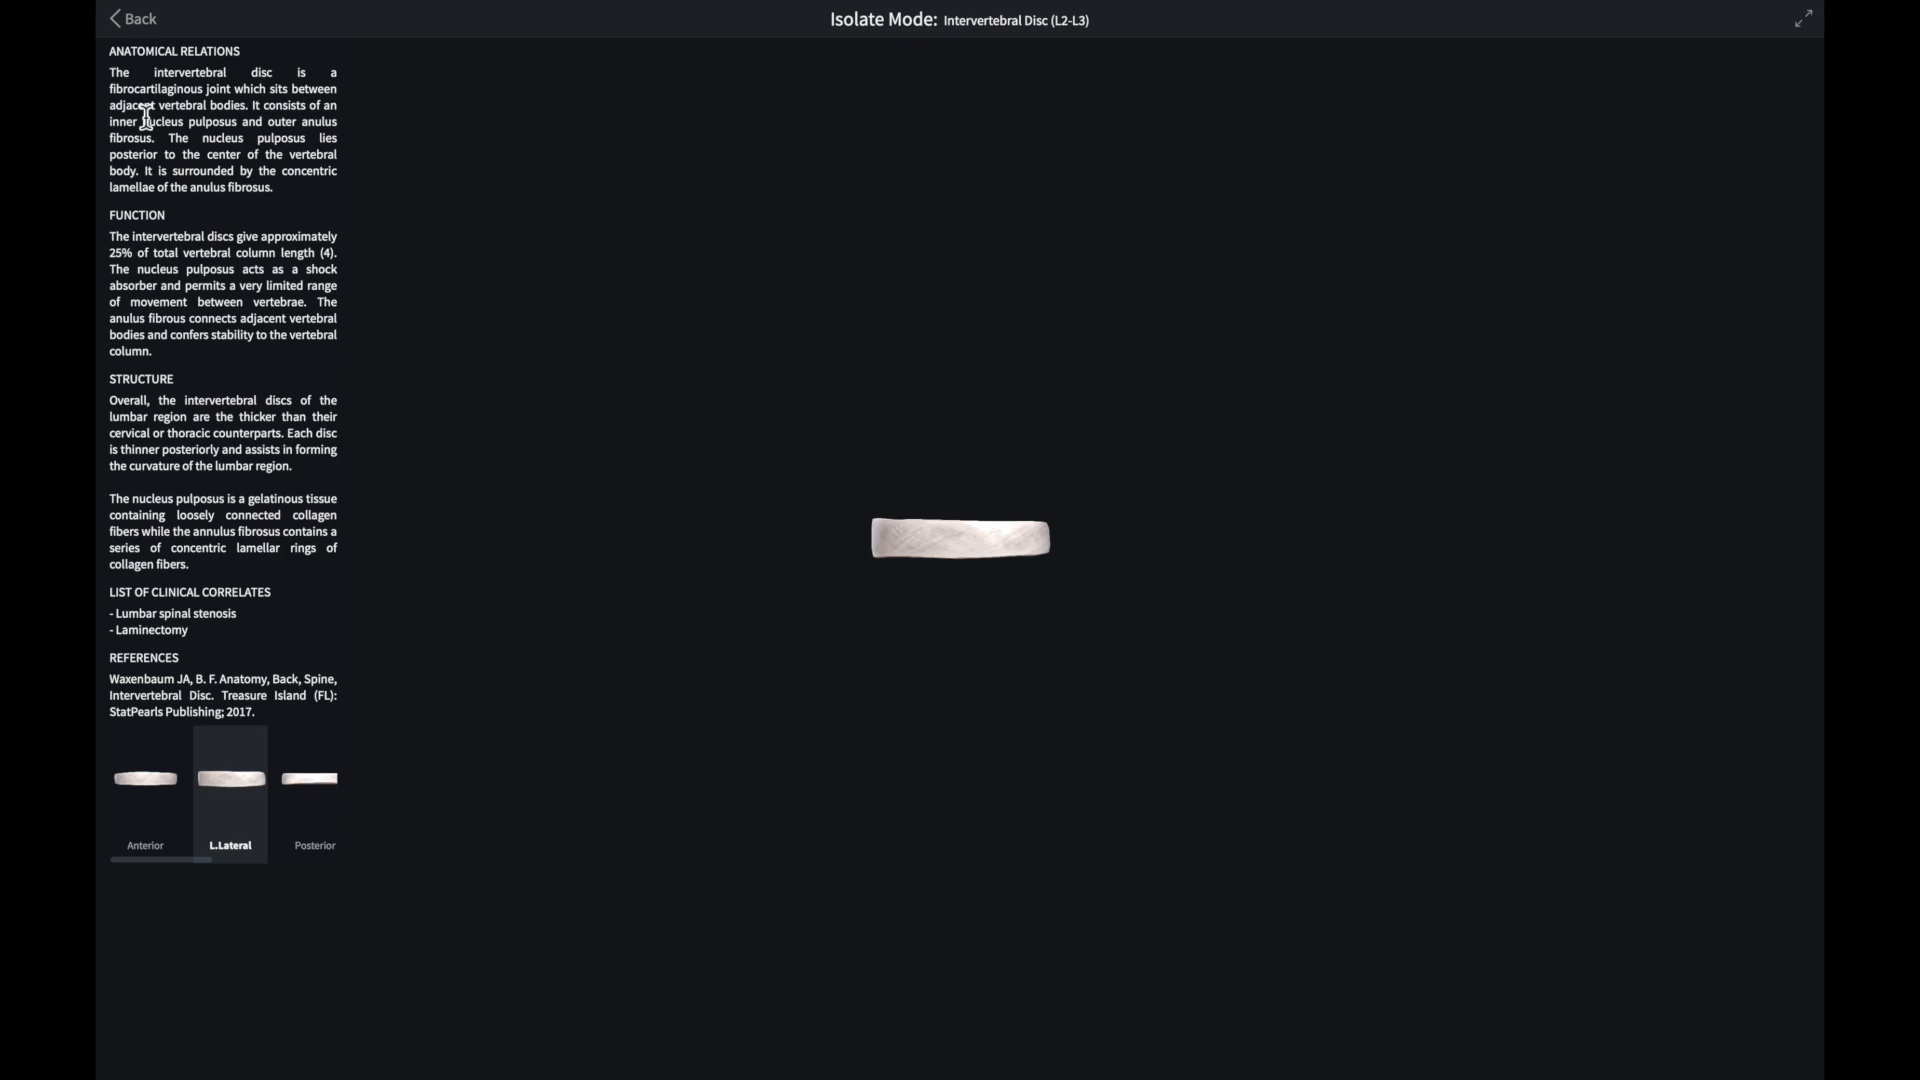 Back
Isolate Mode: Intervertebral Disc (L2-L3)
ANATOMICAL RELATIONS
The intervertebral disc is a
fibrocartilaginous joint which sits between
adjacent vertebral bodies. It consists of an
inner nucleus pulposus and outer anulus
fibrosus. The nucleus pulposus lies
posterior to the center of the vertebral
body. It is surrounded by the concentric
lamellae of the anulus fibrosus.
FUNCTION
The intervertebral discs give approximately
25% of total vertebral column length (4).
The nucleus pulposus acts as a shock
absorber and permits a very limited range
of movement between vertebrae. The
anulus fibrous connects adjacent vertebral
bodies and confers stability to the vertebral
column.
STRUCTURE
Overall, the intervertebral discs of the
lumbar region are the thicker than their
cervical or thoracic counterparts. Each disc
is thinner posteriorly and assists in forming
the curvature of the lumbar region.
The nucleus pulposus is a gelatinous tissue
containing loosely connected collagen
fibers while the annulus fibrosus contains a
series of concentric lamellar rings of
collagen fibers.
LIST OF CLINICAL CORRELATES
- Lumbar spinal stenosis
- Laminectomy
REFERENCES
Waxenbaum JA, B. F. Anatomy, Back, Spine,
Intervertebral Disc. Treasure Island (FL):
StatPearls Publishing; 2017.
Anterior
L.Lateral
Posterior